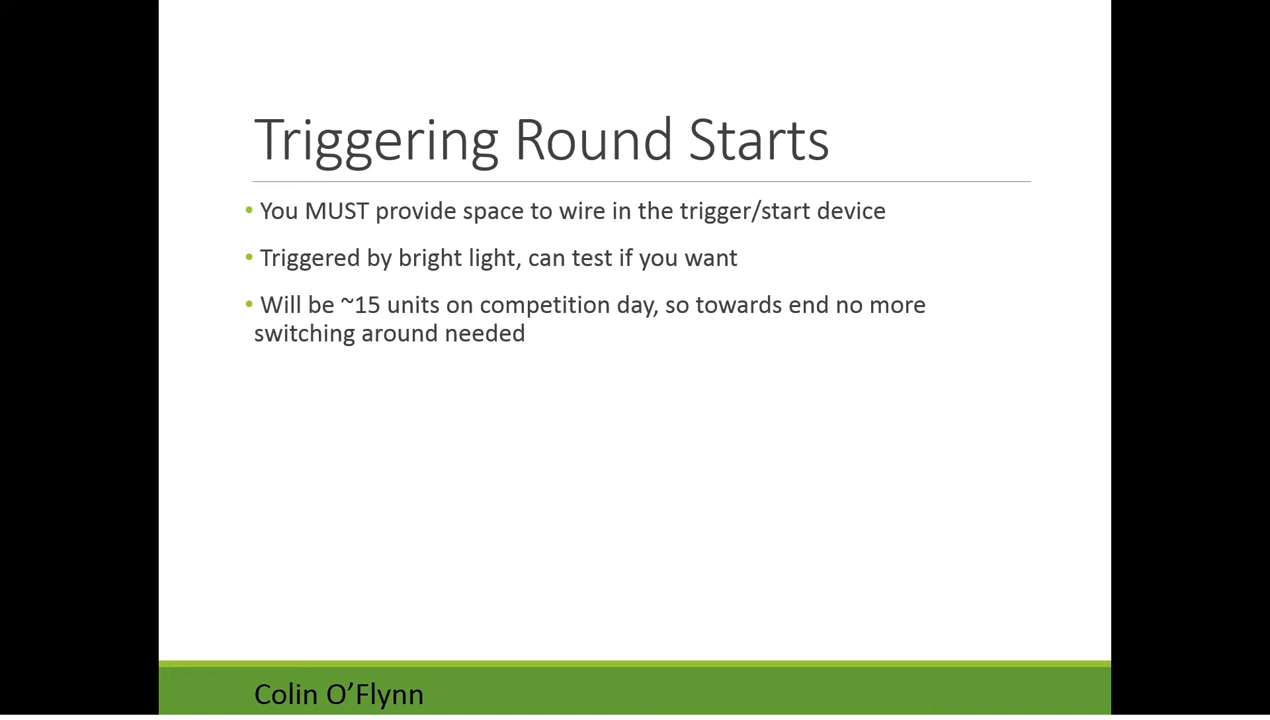 Triggering Round Starts
• You MUST provide space to wire in the trigger/start device
• Triggered by bright light, can test if you want
• Will be ~15 units on competition day, so towards end no more
switching around needed
Colin O’Flynn